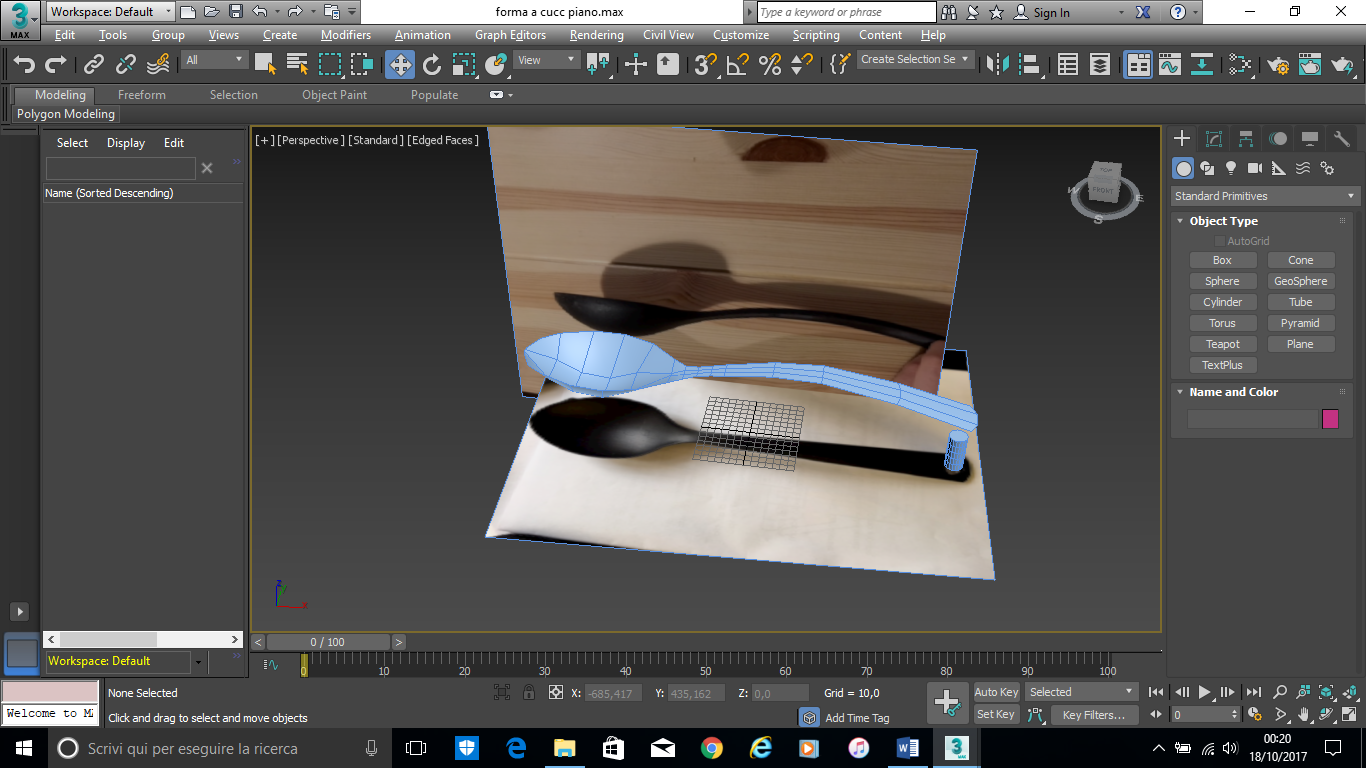 3
MAX
Workspace: Default
forma a cucc piano.max
Type a keyword or phrase
Sign In
Edit Tools Group Views Create Modifiers Animation Graph Editors Rendering Civil View Customize Scripting Content Help
All
View
Create Selection Se
Modeling Freeform Selection Object Paint Populate
Polygon Modeling
Select Display Edit
Name (Sorted Descending)
[+] [Perspective] [Standard] [Edged Faces]
FRONT
W
E
S
Standard Primitives
Object Type
AutoGrid
Box Cone
Sphere GeoSphere
Cylinder Tube
Torus Pyramid
Teapot Plane
TextPlus
Name and Color
z
x
0 / 100
Workspace: Default
0 10 20 30 40 50 60 70 80 90 100
None Selected
X: -685,417 Y: 435,162 Z: 0,0 Grid = 10,0
Auto Key Selected
Welcome to MA
Click and drag to select and move objects
Add Time Tag
Set Key Key Filters...
0
Scrivi qui per eseguire la ricerca
00:20
18/10/2017